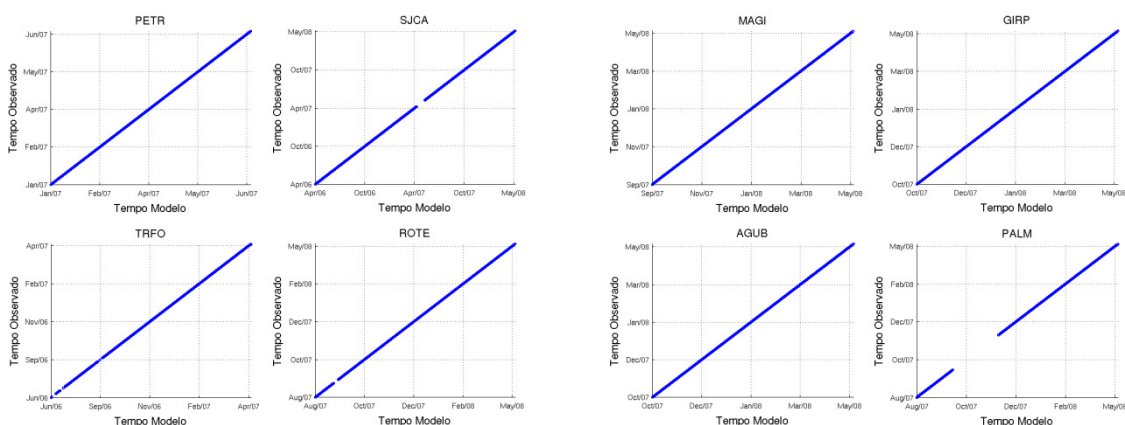 PETR
Tempo Observado
Jun/07
May/07
Apr/07
Feb/07
Jan/07
Jan/07 Feb/07 Apr/07 May/07 Jun/07
Tempo Modelo
SJCA
Tempo Observado
May/08
Oct/07
Apr/07
Oct/06
Apr/06
Apr/06 Oct/06 Apr/07 Oct/07 May/08
Tempo Modelo
MAGI
Tempo Observado
May/08
Mar/08
Jan/08
Nov/07
Sep/07
Sep/07 Nov/07 Jan/08 Mar/08 May/08
Tempo Modelo
GIRP
Tempo Observado
May/08
Mar/08
Jan/08
Dec/07
Oct/07
Oct/07 Dec/07 Jan/08 Mar/08 May/08
Tempo Modelo
TRFO
Tempo Observado
Apr/07
Feb/07
Nov/06
Sep/06
Jun/06
Jun/06 Sep/06 Nov/06 Feb/07 Apr/07
Tempo Modelo
ROTE
Tempo Observado
May/08
Feb/08
Dec/07
Oct/07
Aug/07
Aug/07 Oct/07 Dec/07 Feb/08 May/08
Tempo Modelo
AGUB
Tempo Observado
May/08
Mar/08
Jan/08
Dec/07
Oct/07
Oct/07 Dec/07 Jan/08 Mar/08 May/08
Tempo Modelo
PALM
Tempo Observado
May/08
Feb/08
Dec/07
Oct/07
Aug/07
Aug/07 Oct/07 Dec/07 Feb/08 May/08
Tempo Modelo